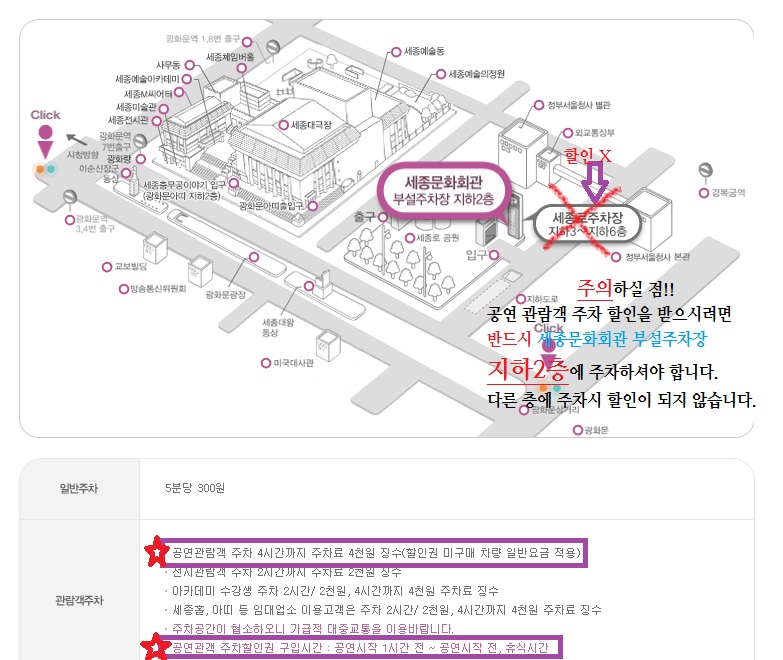 광화문역 1,8번 출구
세종체임버홀
세종예술동
사무동
세종예술아카데미
세종예술의정원
세종M씨어터
Click
세종미술관
정부서울청사 별관
세종전시관
세종대극장
광화문역
7번출구
외교통상부
시청방향
광화랑
할인 X
이순신장군
동상
세종충무공이야기 입구
(광화문아띠 지하2층)
세종문화회관
부설주차장 지하2층
경복궁역
광화문아띠출입구
출구
세종로주차장
지하3~지하6층
광화문역
3,4번 출구
세종로 공원
입구
정부서울청사 본관
교보빌딩
방송통신위원회
광화문광장
지하도로
주의하실 점!!
공연 관람객 주차 할인을 받으시려면
세종대왕
동상
Click
반드시 세종문화회관 부설주차장
미국대사관
지하2층에 주차하셔야 합니다.
다른 층에 주차시 할인이 되지 않습니다.
광화문삼거리
광화문
일반주차
5분당 300원
관람객주차
공연관람객 주차 4시간까지 주차료 4천원 징수(할인권 미구매 차량 일반요금 적용)
· 전시관람객 주차 2시간까지 주차료 2천원 징수
· 아카데미 수강생 주차 2시간/ 2천원, 4시간까지 4천원 주차료 징수
· 세종홀, 아띠 등 임대업소 이용고객은 주차 2시간/ 2천원, 4시간까지 4천원 주차료 징수
· 주차공간이 협소하오니 가급적 대중교통을 이용바랍니다.
공연관객 주차할인권 구입시간 : 공연시작 1시간 전 ~ 공연시작 전, 휴식시간